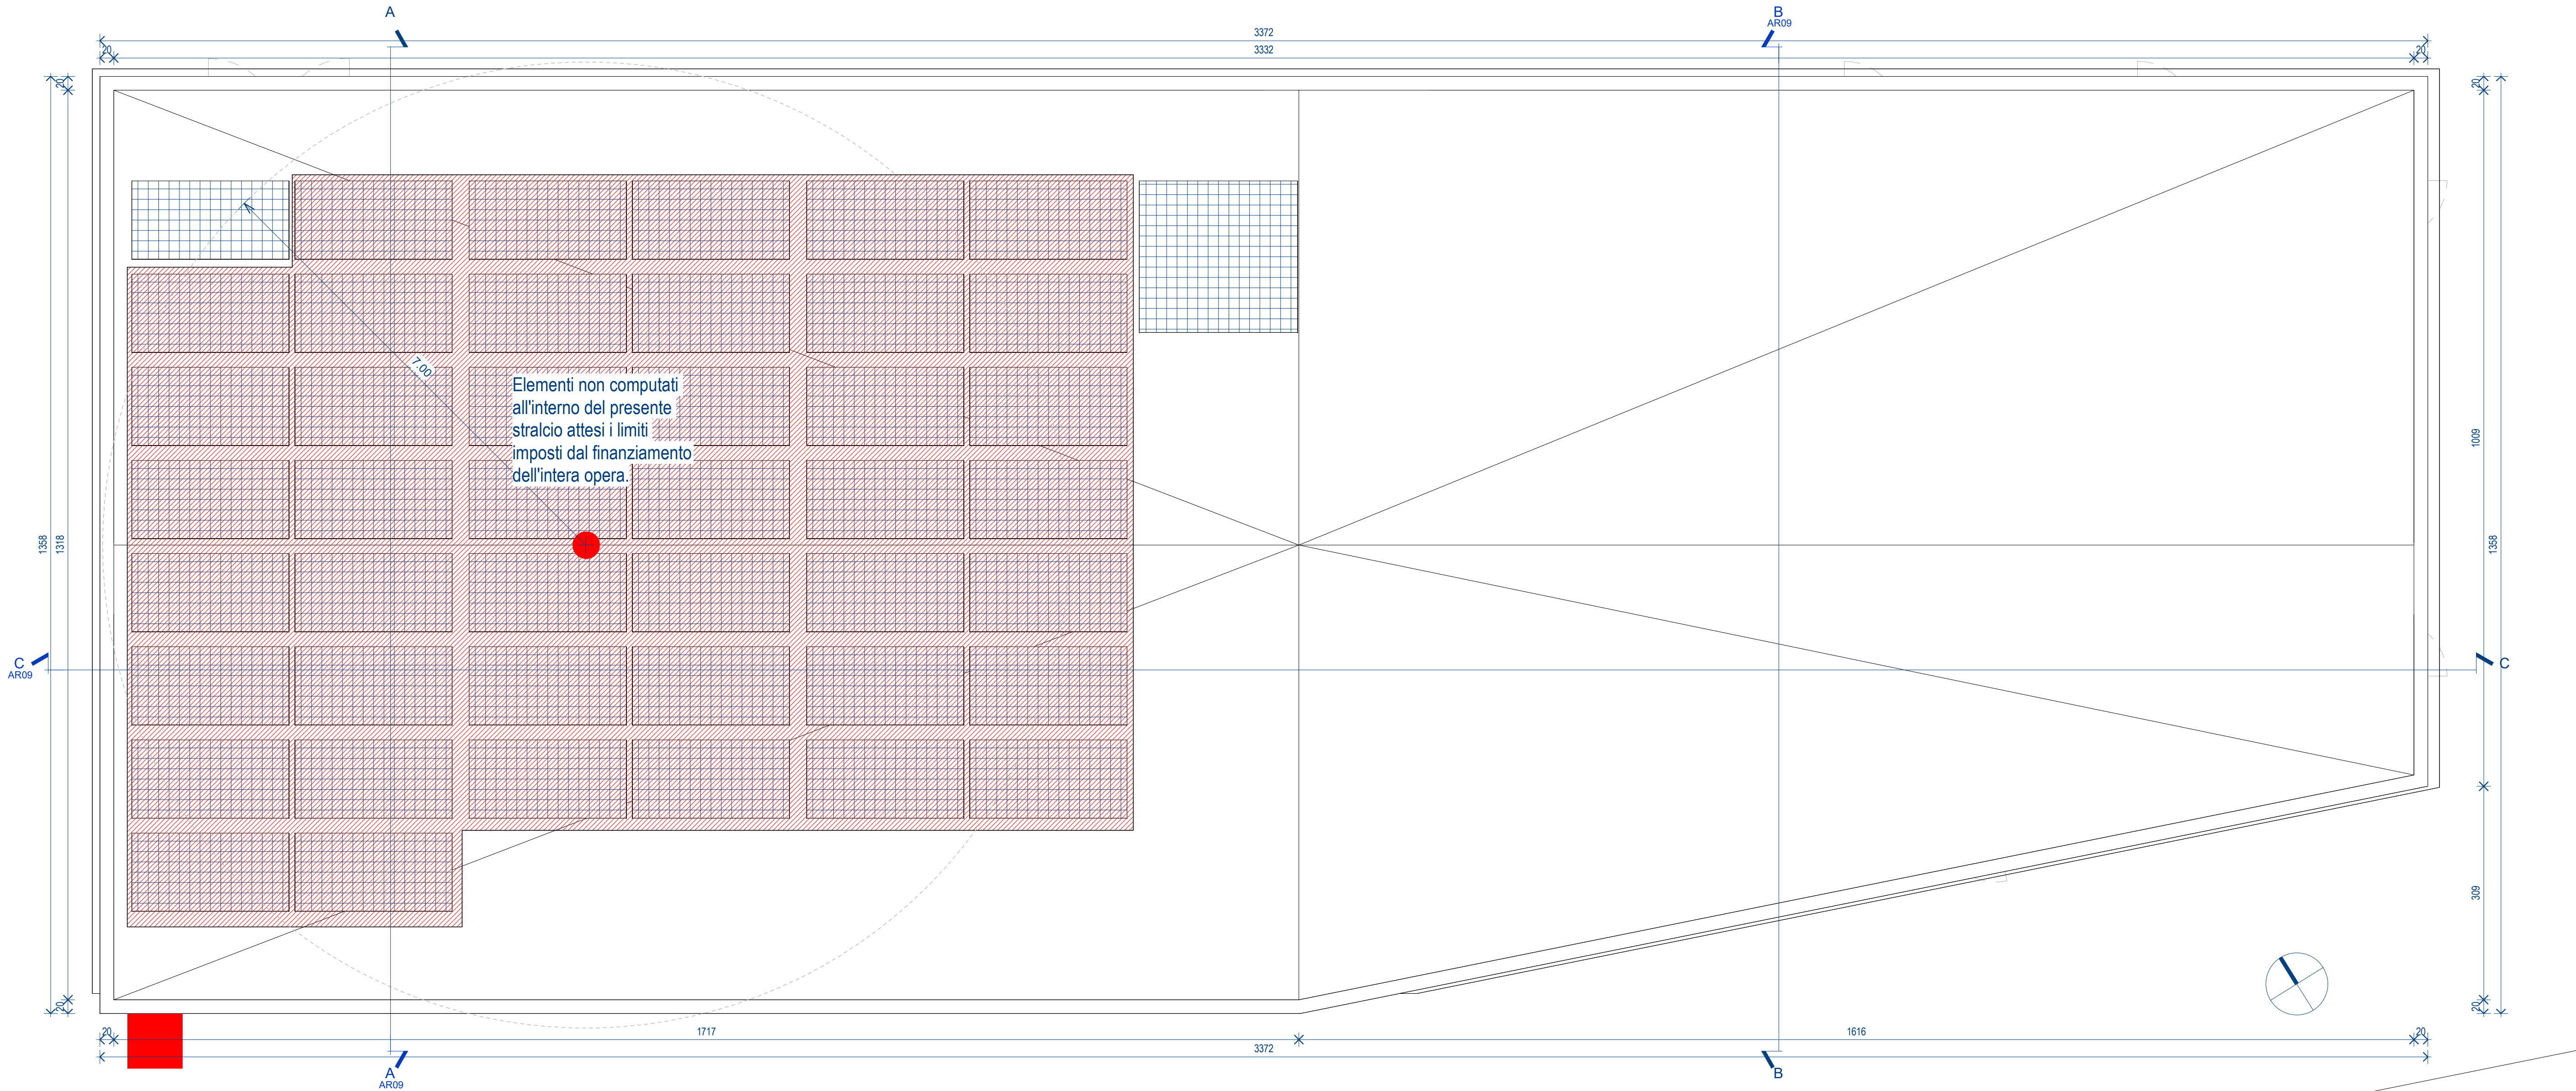 A
B
AR09
3372
20
3332
20
20
20
7.00
Elementi non computati
all'interno del presente
stralcio attesi i limiti
imposti dal finanziamento
dell'intera opera.
1358
1318
1009
1358
C
AR09
C
309
20
20
20
1717
1616
20
3372
A
AR09
B